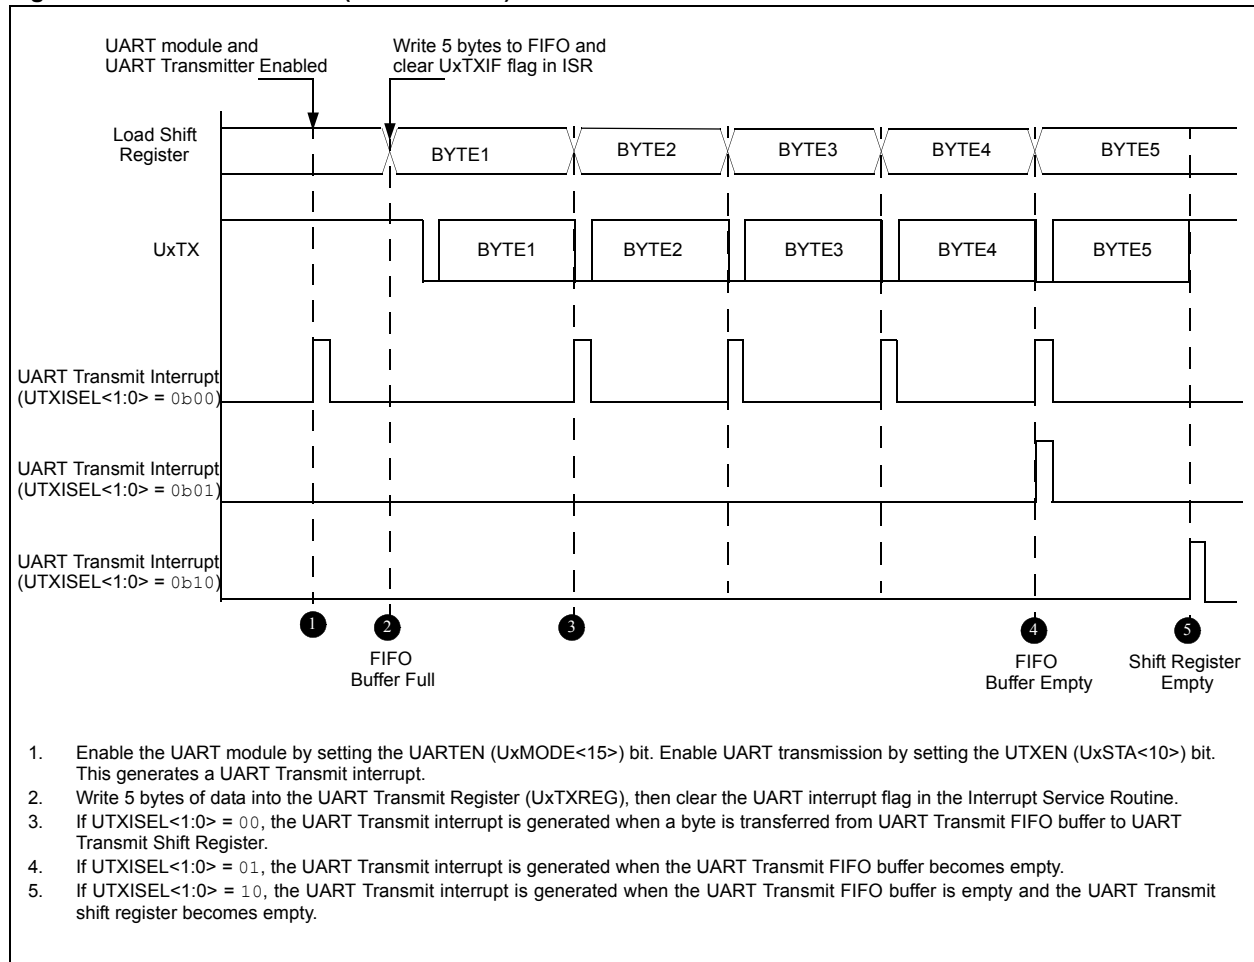 UART module and
UART Transmitter Enabled
Write 5 bytes to FIFO and
clear UxTXIF flag in ISR
Load Shift
Register
BYTE1
BYTE2
BYTE3
BYTE4
BYTE5
UxTX
BYTE1
BYTE2
BYTE3
BYTE4
BYTE5
UART Transmit Interrupt
(UTXISEL<1:0> = 0b00)
UART Transmit Interrupt
(UTXISEL<1:0> = 0b01)
UART Transmit Interrupt
(UTXISEL<1:0> = 0b10)
1
2
3
4
5
FIFO
Buffer Full
FIFO
Buffer Empty
Shift Register
Empty
1. Enable the UART module by setting the UARTEN (UxMODE<15>) bit. Enable UART transmission by setting the UTXEN (UxSTA<10>) bit.
This generates a UART Transmit interrupt.
2. Write 5 bytes of data into the UART Transmit Register (UxTXREG), then clear the UART interrupt flag in the Interrupt Service Routine.
3. If UTXISEL<1:0> = 00, the UART Transmit interrupt is generated when a byte is transferred from UART Transmit FIFO buffer to UART
Transmit Shift Register.
4. If UTXISEL<1:0> = 01, the UART Transmit interrupt is generated when the UART Transmit FIFO buffer becomes empty.
5. If UTXISEL<1:0> = 10, the UART Transmit interrupt is generated when the UART Transmit FIFO buffer is empty and the UART Transmit
shift register becomes empty.